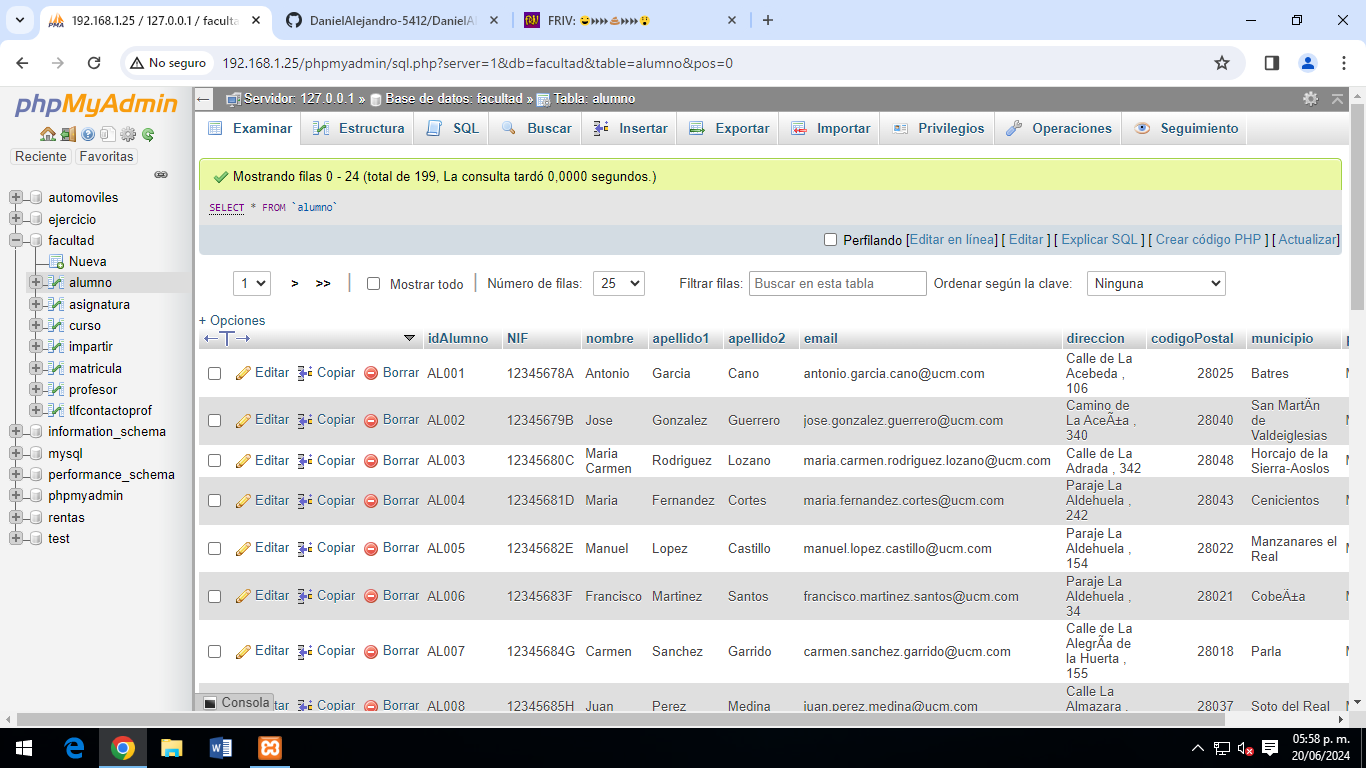 192.168.1.25 / 127.0.0.1 / faculta
DanielAlejandro-5412/DanielAl
FRIV: 😀⏩💩⏩😲
No seguro
192.168.1.25/phpmyadmin/sql.php?server=1&db=facultad&table=alumno&pos=0
phpMyAdmin
Reciente Favoritas
automoviles
ejercicio
facultad
Nueva
alumno
asignatura
curso
impartir
matricula
profesor
tlfcontactoprof
information_schema
mysql
performance_schema
phpmyadmin
rentas
test
Servidor: 127.0.0.1 » Base de datos: facultad » Tabla: alumno
Examinar Estructura SQL Buscar Insertar Exportar Importar Privilegios Operaciones Seguimiento
Mostrando filas 0 - 24 (total de 199, La consulta tardó 0,0000 segundos.)
SELECT * FROM `alumno`
Perfilando [Editar en línea] [ Editar ] [ Explicar SQL ] [ Crear código PHP ] [ Actualizar]
1 > >> | Mostrar todo | Número de filas: 25 Filtrar filas: Buscar en esta tabla Ordenar según la clave: Ninguna
+ Opciones
idAlumno NIF nombre apellido1 apellido2 email direccion codigoPostal municipio
Editar Copiar Borrar AL001 12345678A Antonio Garcia Cano antonio.garcia.cano@ucm.com Calle de La Acebeda , 106 28025 Batres
Editar Copiar Borrar AL002 12345679B Jose Gonzalez Guerrero jose.gonzalez.guerrero@ucm.com Camino de La AceÃ±a , 340 28040 San MartÃ­n de Valdeiglesias
Editar Copiar Borrar AL003 12345680C Maria Carmen Rodriguez Lozano maria.carmen.rodriguez.lozano@ucm.com Calle de La Adrada , 342 28048 Horcajo de la Sierra-Aoslos
Editar Copiar Borrar AL004 12345681D Maria Fernandez Cortes maria.fernandez.cortes@ucm.com Paraje La Aldehuela , 242 28043 Cenicientos
Editar Copiar Borrar AL005 12345682E Manuel Lopez Castillo manuel.lopez.castillo@ucm.com Paraje La Aldehuela , 154 28022 Manzanares el Real
Editar Copiar Borrar AL006 12345683F Francisco Martinez Santos francisco.martinez.santos@ucm.com Paraje La Aldehuela , 34 28021 CobeÃ±a
Editar Copiar Borrar AL007 12345684G Carmen Sanchez Garrido carmen.sanchez.garrido@ucm.com Calle de La AlegrÃ­a de la Huerta , 155 28018 Parla
Copiar Borrar AL008 12345685H Juan Perez Medina juan.perez.medina@ucm.com Calle La Almazara , 28037 Soto del Real
Consola
05:58 p. m.
20/06/2024